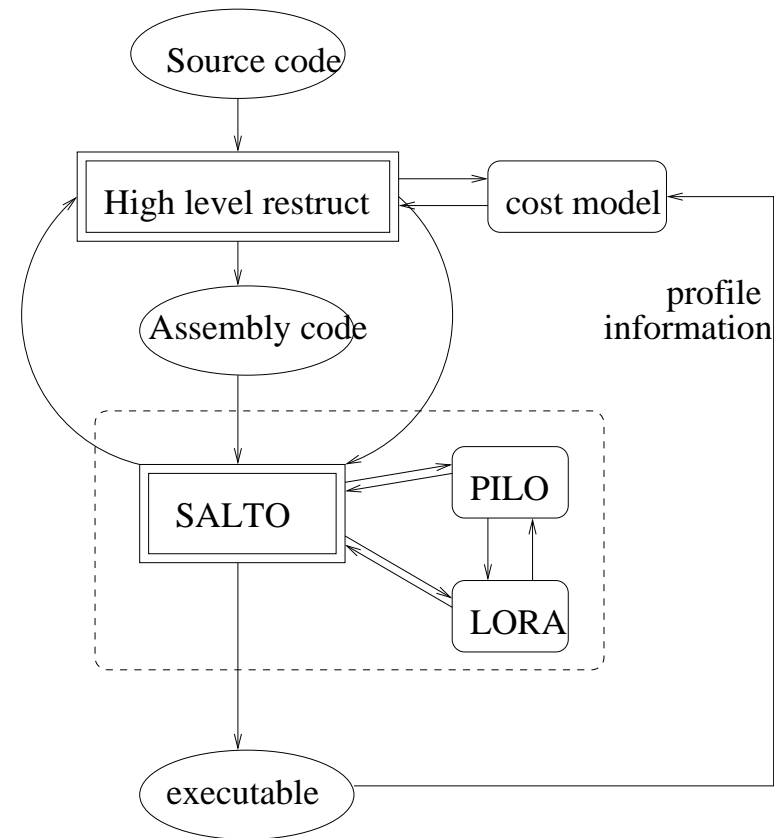 Source code
High level restruct
cost model
profile
information
Assembly code
SALTO
PILO
LORA
executable